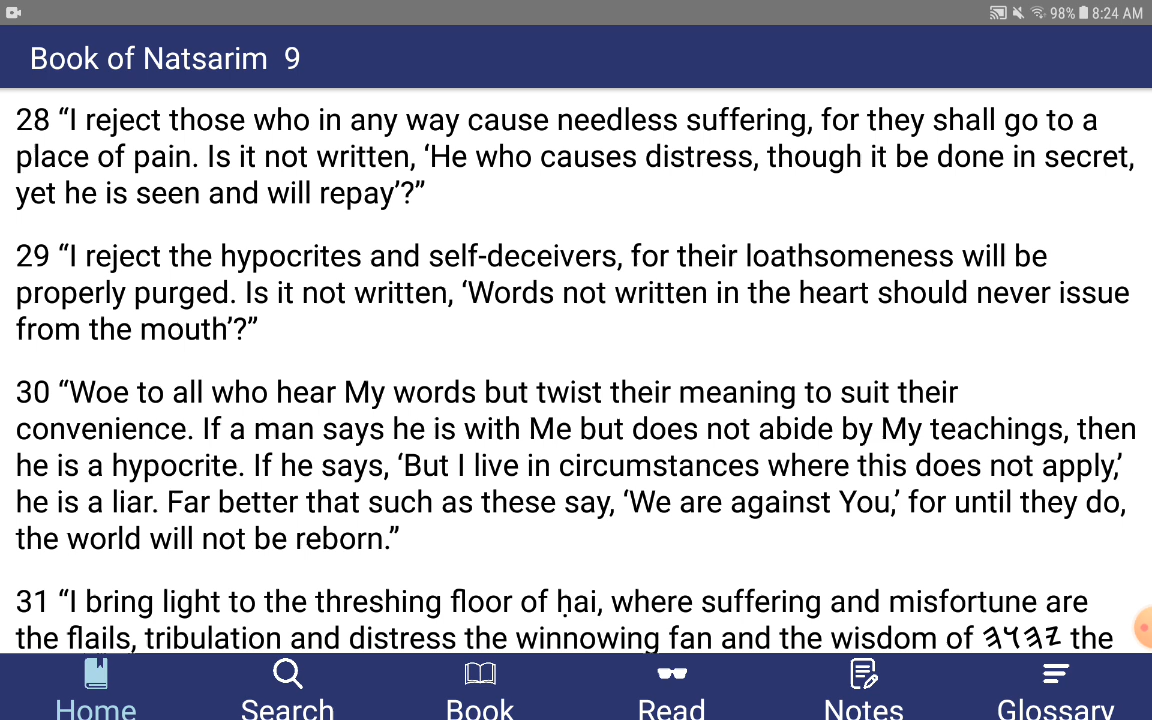 98% 8:24 AM
Book of Natsarim 9
28 “I reject those who in any way cause needless suffering, for they shall go to a
place of pain. Is it not written, ‘He who causes distress, though it be done in secret,
yet he is seen and will repay’?”
29 “I reject the hypocrites and self-deceivers, for their loathsomeness will be
properly purged. Is it not written, ‘Words not written in the heart should never issue
from the mouth’?”
30 “Woe to all who hear My words but twist their meaning to suit their
convenience. If a man says he is with Me but does not abide by My teachings, then
he is a hypocrite. If he says, ‘But I live in circumstances where this does not apply,’
he is a liar. Far better that such as these say, ‘We are against You,’ for until they do,
the world will not be reborn.”
31 “I bring light to the threshing floor of ḥai, where suffering and misfortune are
the flails, tribulation and distress the winnowing fan and the wisdom of 𐤄𐤅𐤄𐤉 the
Home Search Book Read Notes Glossary